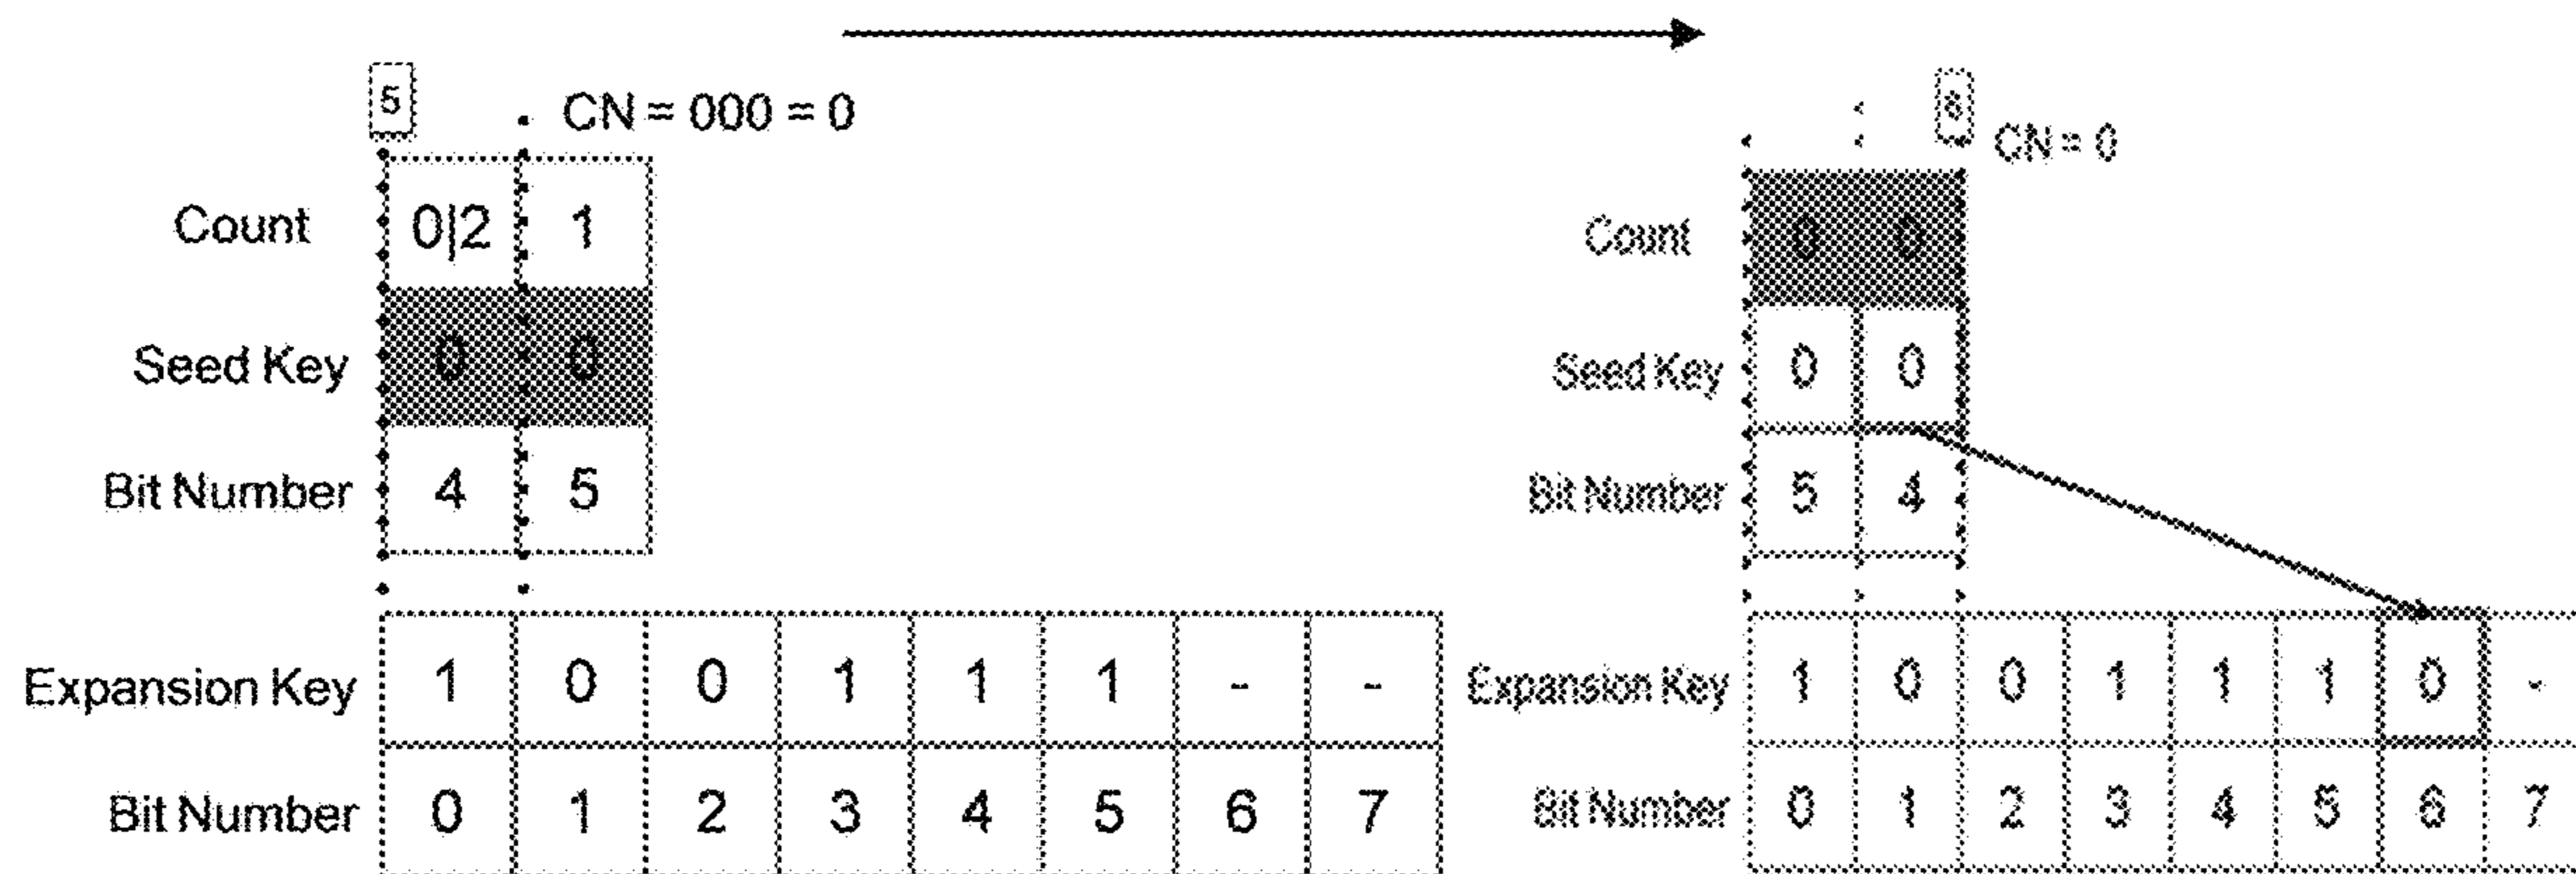 5
CN = 000 = 0
Count 0|2 1
Seed Key 0 0
Bit Number 4 5
Expansion Key 1 0 0 1 1 1 - -
Bit Number 0 1 2 3 4 5 6 7
CN = 0
Count 0 0
Seed Key 0 0
Bit Number 5 4
Expansion Key 1 0 0 1 1 1 0 -
Bit Number 0 1 2 3 4 5 6 7